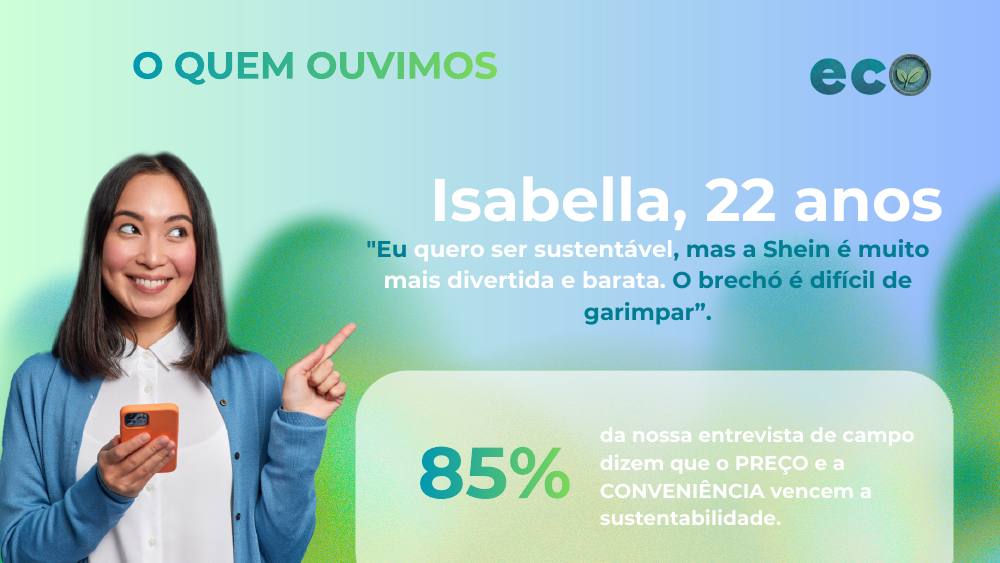 O QUEM OUVIMOS
eco
Isabella, 22 anos
"Eu quero ser sustentável, mas a Shein é muito
mais divertida e barata. O brechó é difícil de
garimpar”.
85%
da nossa entrevista de campo
dizem que o PREÇO e a
CONVENIÊNCIA vencem a
sustentabilidade.